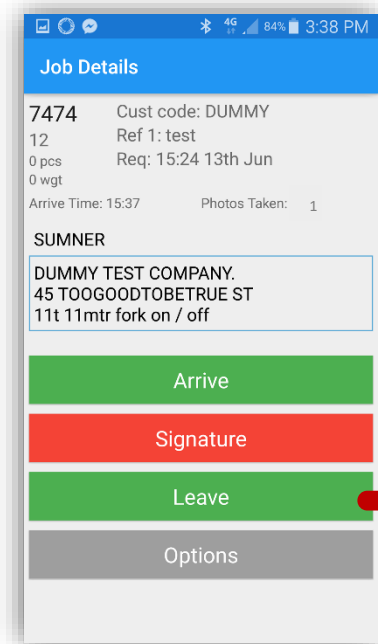 4G 84% 3:38 PM
Job Details
7474 Cust code: DUMMY
12 Ref 1: test
0 pcs Req: 15:24 13th Jun
0 wgt
Arrive Time: 15:37 Photos Taken: 1
SUMNER
DUMMY TEST COMPANY.
45 TOOGOODTOBETRUE ST
11t 11mtr fork on / off
Arrive
Signature
Leave
Options